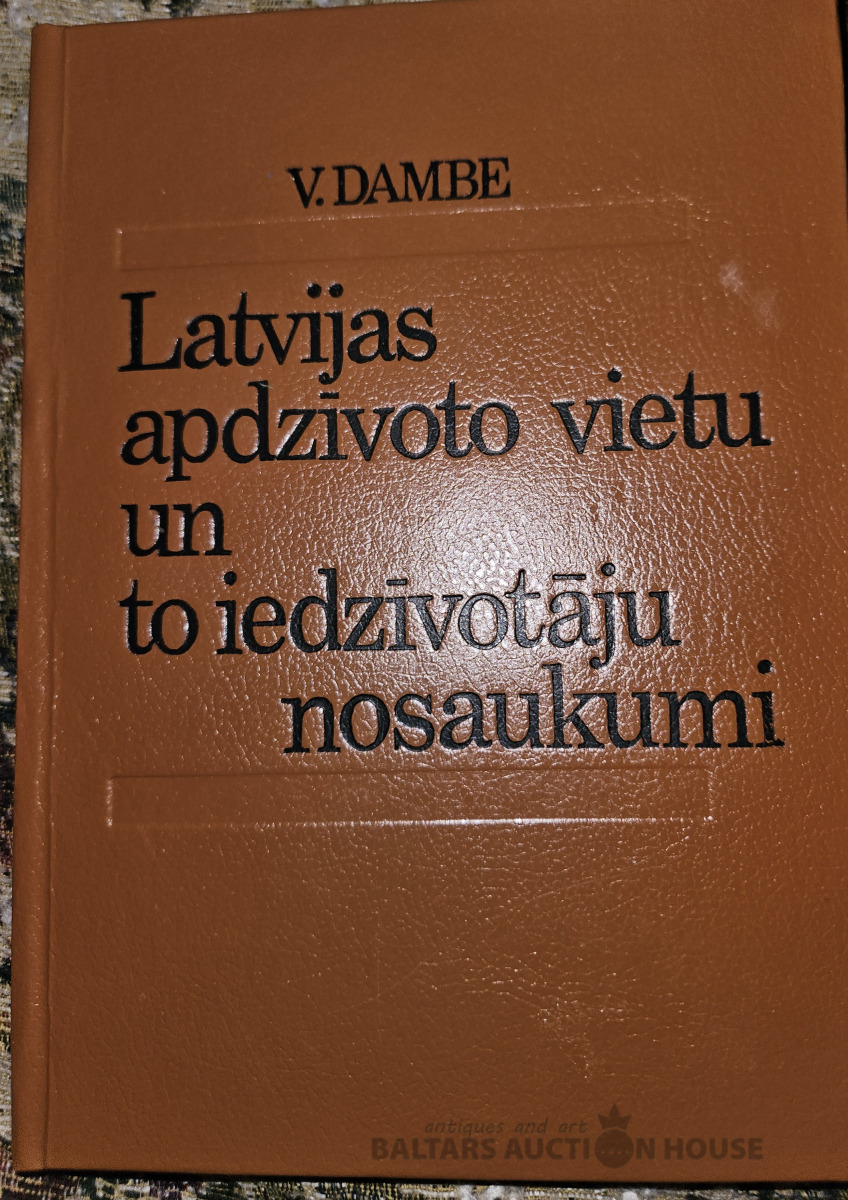 V. DAMBE
Latvijas
apdzīvoto vietu
un
to iedzīvotāju
nosaukumi
antiques and art
BALTARS AUCTION HOUSE